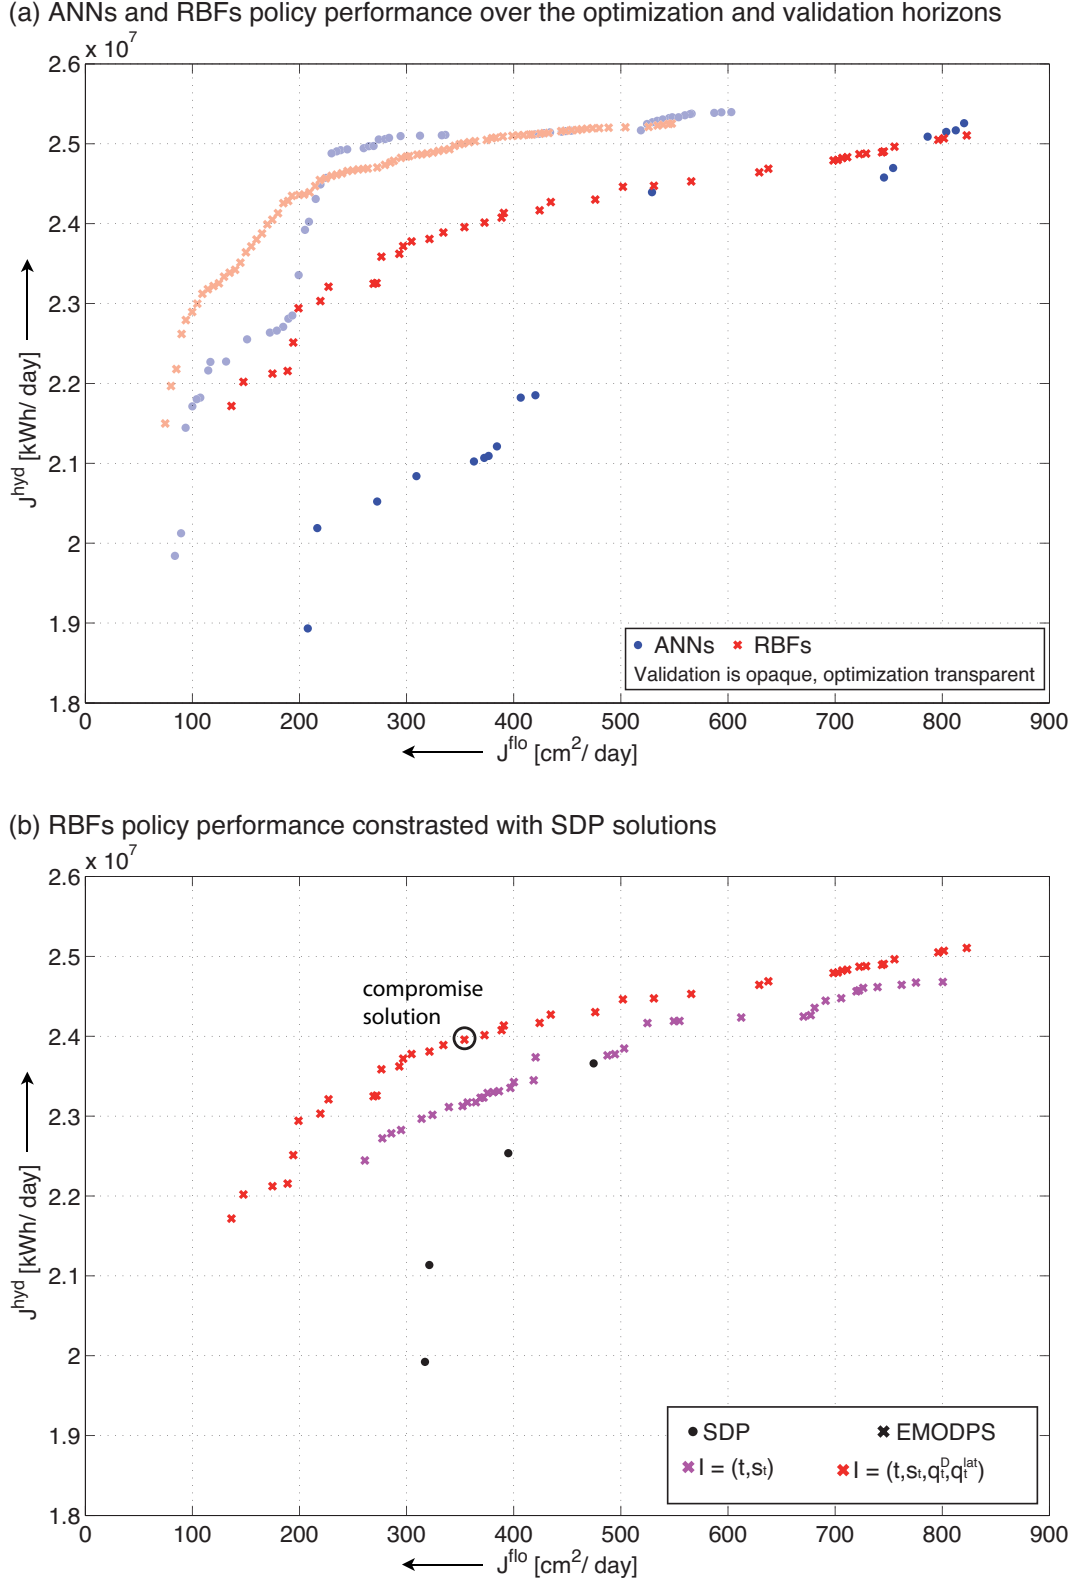 (a) ANNs and RBFs policy performance over the optimization and validation horizons
x 10^7
2.6
2.5
2.4
2.3
2.2
2.1
2
1.9
1.8
J^hyd [kWh/ day]
ANNs RBFs
Validation is opaque, optimization transparent
0 100 200 300 400 500 600 700 800 900
J^flo [cm^2/ day]
(b) RBFs policy performance constrasted with SDP solutions
x 10^7
2.6
2.5
2.4
2.3
2.2
2.1
2
1.9
1.8
J^hyd [kWh/ day]
compromise
solution
SDP EMODPS
I = (t,s_t) I = (t,s_t,q_t^D,q_t^lat)
0 100 200 300 400 500 600 700 800 900
J^flo [cm^2/ day]